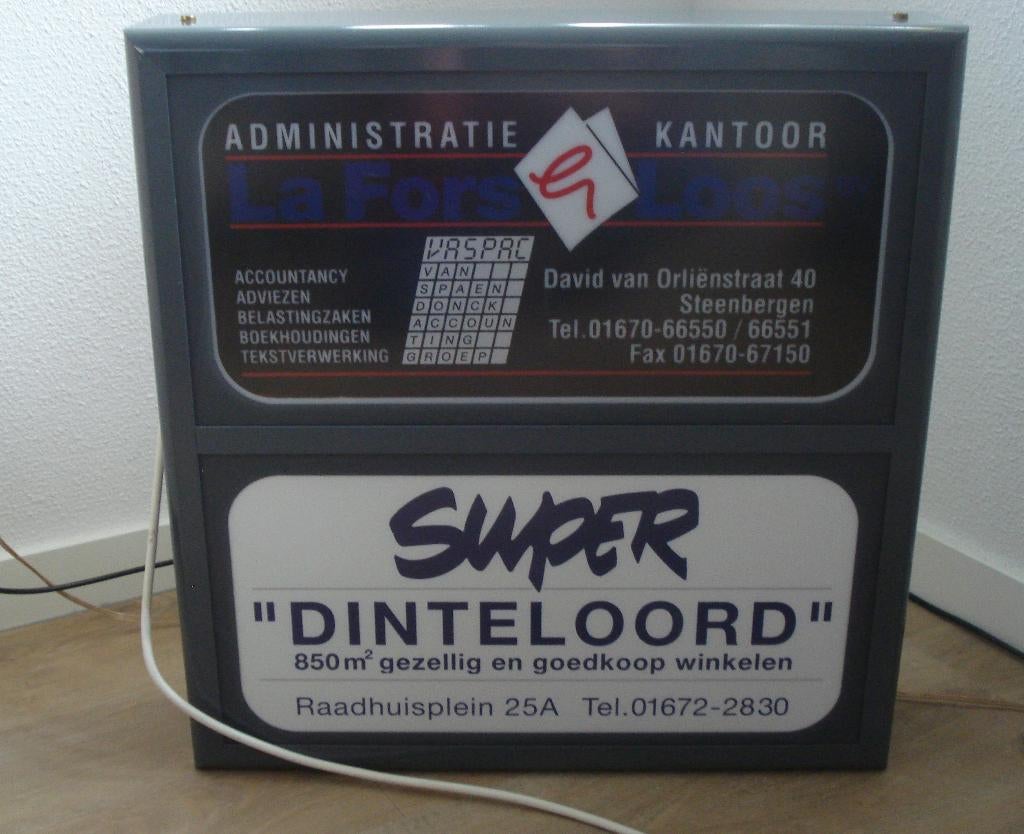 ADMINISTRATIE & KANTOOR
La Fors Loos
VASPAC
VAN
SPAEN
DONCK
ACCOUN
TING
GROEP
ACCOUNTANCY
ADVIEZEN
BELASTINGZAKEN
BOEKHOUDINGEN
TEKSTVERWERKING
David van Orliënstraat 40
Steenbergen
Tel.01670-66550 / 66551
Fax 01670-67150
SUPER
"DINTELOORD"
850m² gezellig en goedkoop winkelen
Raadhuisplein 25A Tel.01672-2830